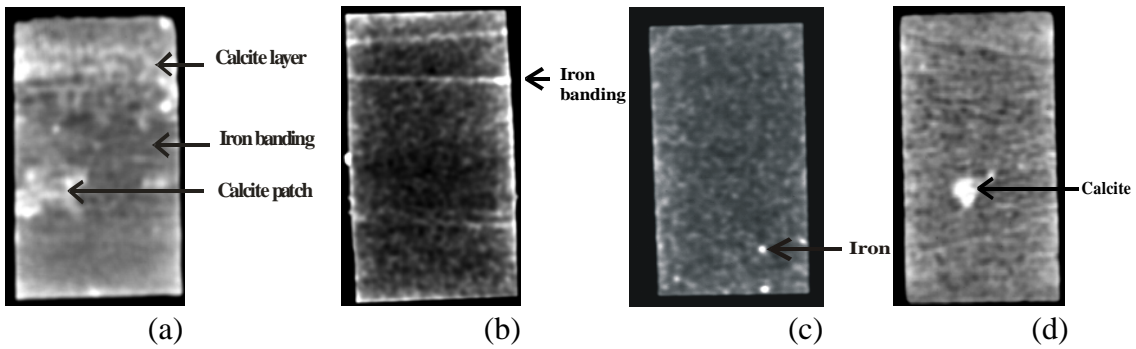 Calcite layer
Iron banding
Calcite patch
(a)
Iron
banding
(b)
Iron
(c)
Calcite
(d)